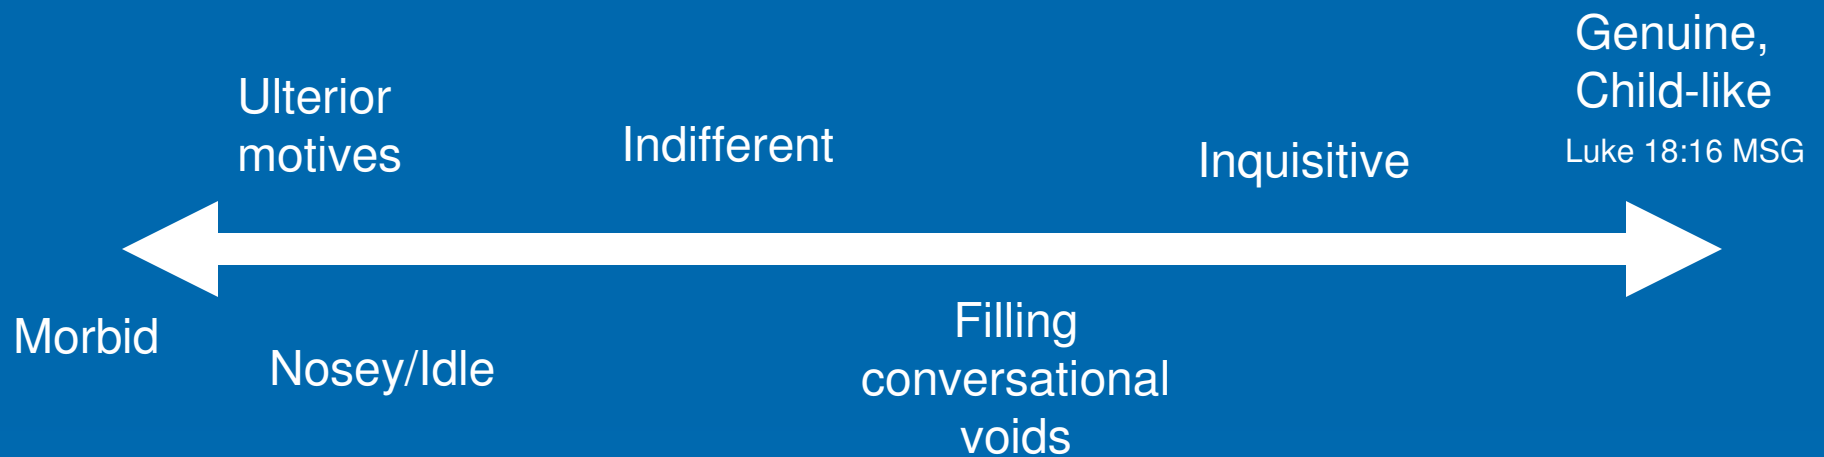 Genuine,
Child-like
Luke 18:16 MSG
Ulterior
motives
Indifferent
Inquisitive
Morbid
Nosey/Idle
Filling
conversational
voids